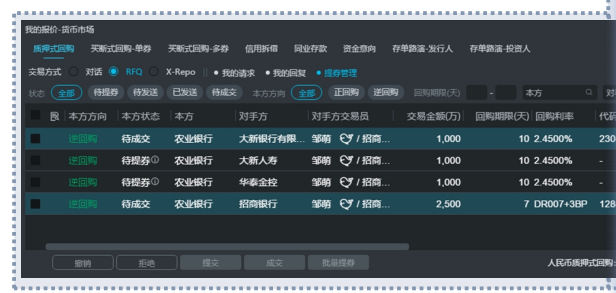 我的报价-货币市场
质押式回购 买断式回购-单券 买断式回购-多券 信用拆借 同业存款 资金意向 存单路演-发行人 存单路演-投资人
交易方式 对话 RFQ X-Repo 我的请求 我的回复 提券管理
状态 全部 待提券 待发送 已发送 待成交 本方方向 全部 正回购 逆回购 回购期限(天) - 本方 对
本方方向 本方状态 本方 对手方 对手方交易员 交易金额(万) 回购期限(天) 回购利率 代码
逆回购 待成交 农业银行 大新银行有限... 邹萌 / 招商... 1,000 10 2.4500% 230
逆回购 待提券 农业银行 大新人寿 邹萌 / 招商... 1,000 10 2.4500% -
逆回购 待提券 农业银行 华泰金控 邹萌 / 招商... 1,000 10 2.4500% -
逆回购 待成交 农业银行 招商银行 邹萌 / 招商... 2,500 7 DR007+3BP 128
撤销 拒绝 提交 成交 批量提券 人民币质押式回购: